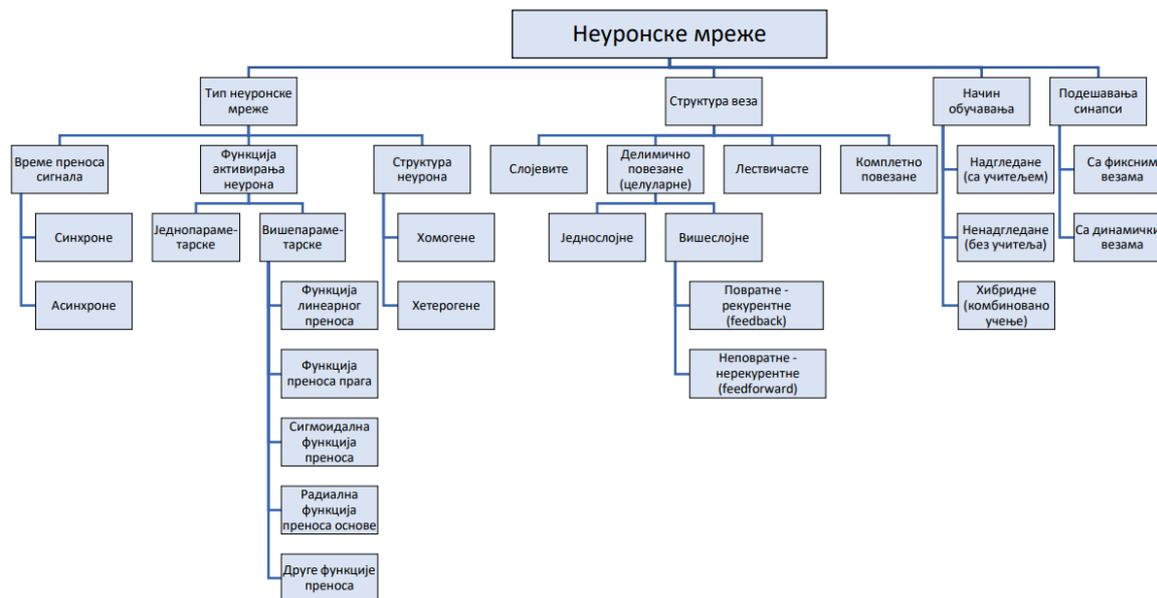 Неуронске мреже
Тип неуронске
мреже
Структура веза
Начин
обучавања
Подешавања
синапси
Време преноса
сигнала
Функција
активирања
неурона
Структура
неурона
Слојевите
Делимично
повезане
(целуларне)
Лествичасте
Комплетно
повезане
Надгледане
(са учитељем)
Са фиксним
везама
Синхроне
Једнопараме-
тарске
Вишепараме-
тарске
Хомогене
Једнослојне
Вишеслојне
Ненадгледане
(без учитеља)
Са динамички
везама
Асинхроне
Функција
линеарног
преноса
Хетерогене
Повратне -
рекурентне
(feedback)
Хибридне
(комбиновано
учење)
Функција
преноса прага
Неповратне -
нерекурентне
(feedforward)
Сигмоидална
функција
преноса
Радиална
функција
преноса основе
Друге функције
преноса